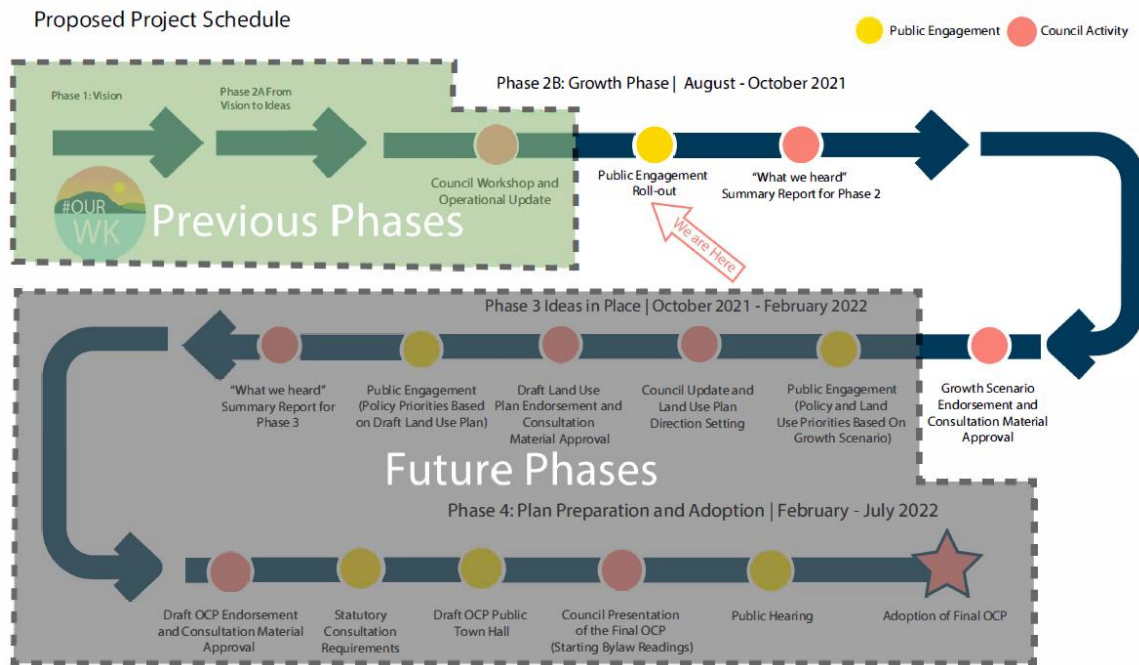 Proposed Project Schedule
Public Engagement
Council Activity
Phase 1: Vision
Phase 2A From
Vision to Ideas
Phase 2B: Growth Phase | August - October 2021
Council Workshop and
Operational Update
Public Engagement
Roll-out
“What we heard”
Summary Report for Phase 2
#OUR
WK
Previous Phases
We are Here
Phase 3 Ideas in Place | October 2021 - February 2022
“What we heard”
Summary Report for
Phase 3
Public Engagement
(Policy Priorities Based
on Draft Land Use Plan)
Draft Land Use
Plan Endorsement and
Consultation
Material Approval
Council Update and
Land Use Plan
Direction Setting
Public Engagement
(Policy and Land
Use Priorities Based On
Growth Scenario)
Growth Scenario
Endorsement and
Consultation Material
Approval
Future Phases
Phase 4: Plan Preparation and Adoption | February - July 2022
Draft OCP Endorsement
and Consultation Material
Approval
Statutory
Consultation
Requirements
Draft OCP Public
Town Hall
Council Presentation
of the Final OCP
(Starting Bylaw Readings)
Public Hearing
Adoption of Final OCP